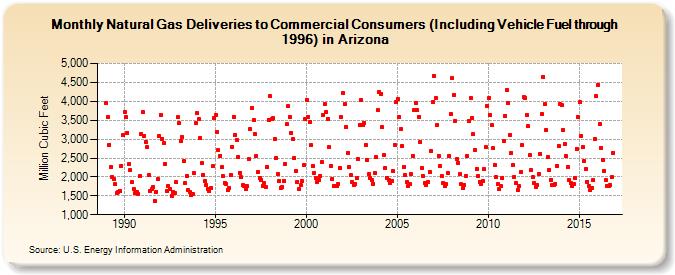 Monthly Natural Gas Deliveries to Commercial Consumers (Including Vehicle Fuel through
1996) in Arizona
Million Cubic Feet
5,000
4,500
4,000
3,500
3,000
2,500
2,000
1,500
1,000
1990 1995 2000 2005 2010 2015
Source: U.S. Energy Information Administration